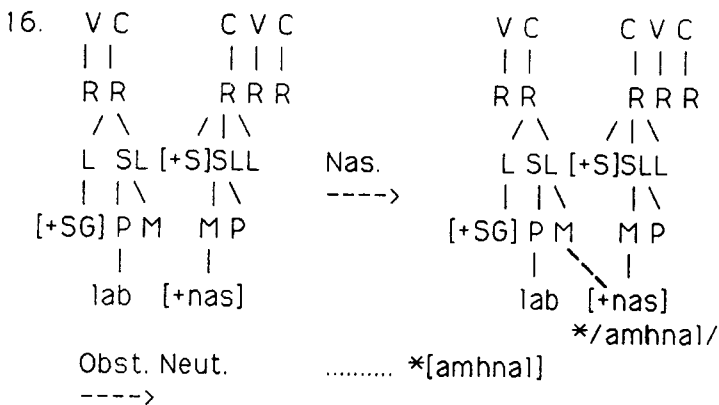 16. V C C V C V C C V C
R R R R R R R R R R
L SL [+S]SLL Nas. L SL [+S]SLL
---->
[+SG] P M M P [+SG] P M M P
lab [+nas] lab [+nas]
*/amhnal/
Obst. Neut. .......... *[amhnal]
---->